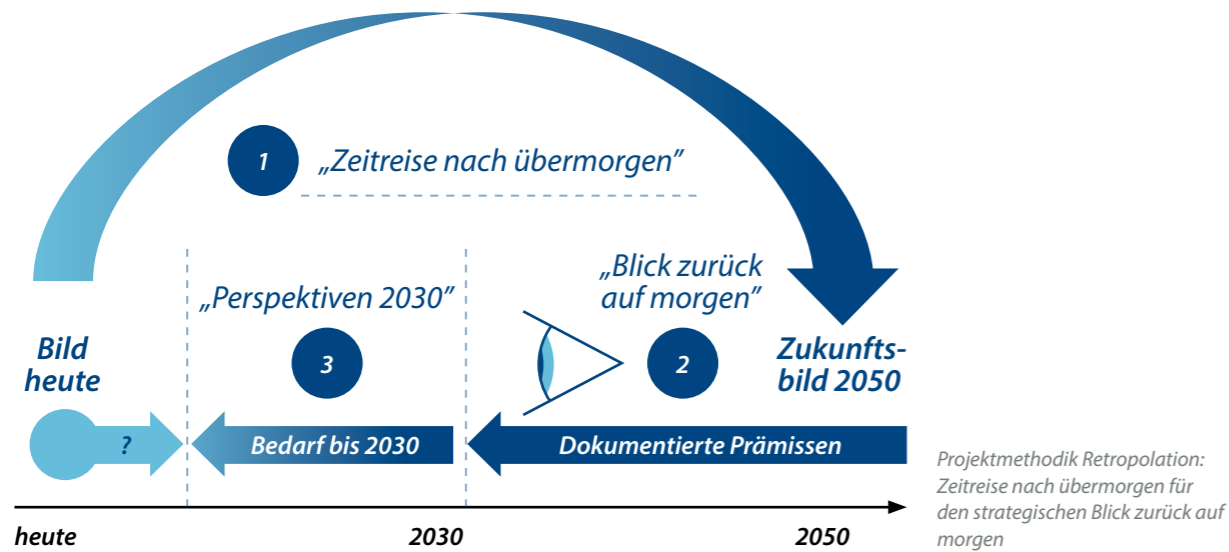 1
„Zeitreise nach übermorgen”
„Perspektiven 2030”
„Blick zurück
auf morgen”
Bild
heute
3
2
Zukunfts-
bild 2050
?
Bedarf bis 2030
Dokumentierte Prämissen
heute
2030
2050
Projektmethodik Retropolation:
Zeitreise nach übermorgen für
den strategischen Blick zurück auf
morgen